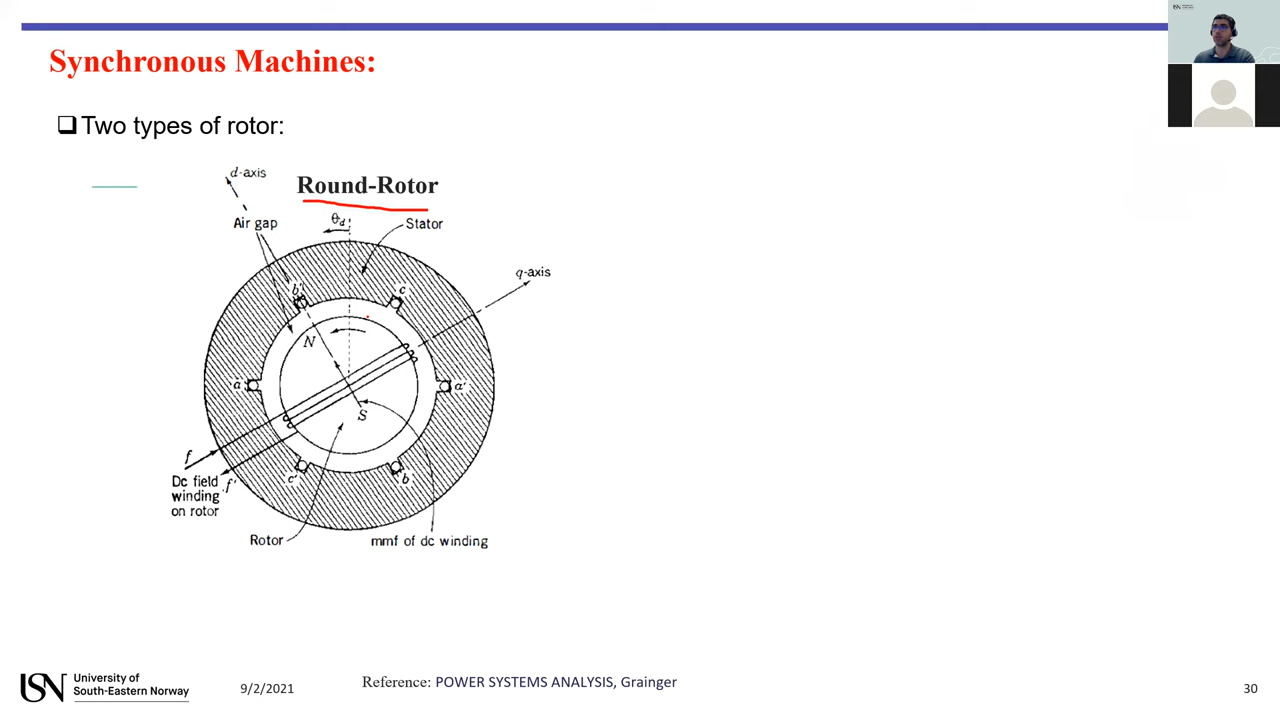 Synchronous Machines:
Two types of rotor:
d-axis
Round-Rotor
Air gap
θd
Stator
q-axis
b'
c
N
a
a'
S
f
c'
b
Dc field
winding
on rotor
f'
Rotor
mmf of dc winding
USN
University of
South-Eastern Norway
9/2/2021
Reference: POWER SYSTEMS ANALYSIS, Grainger
30